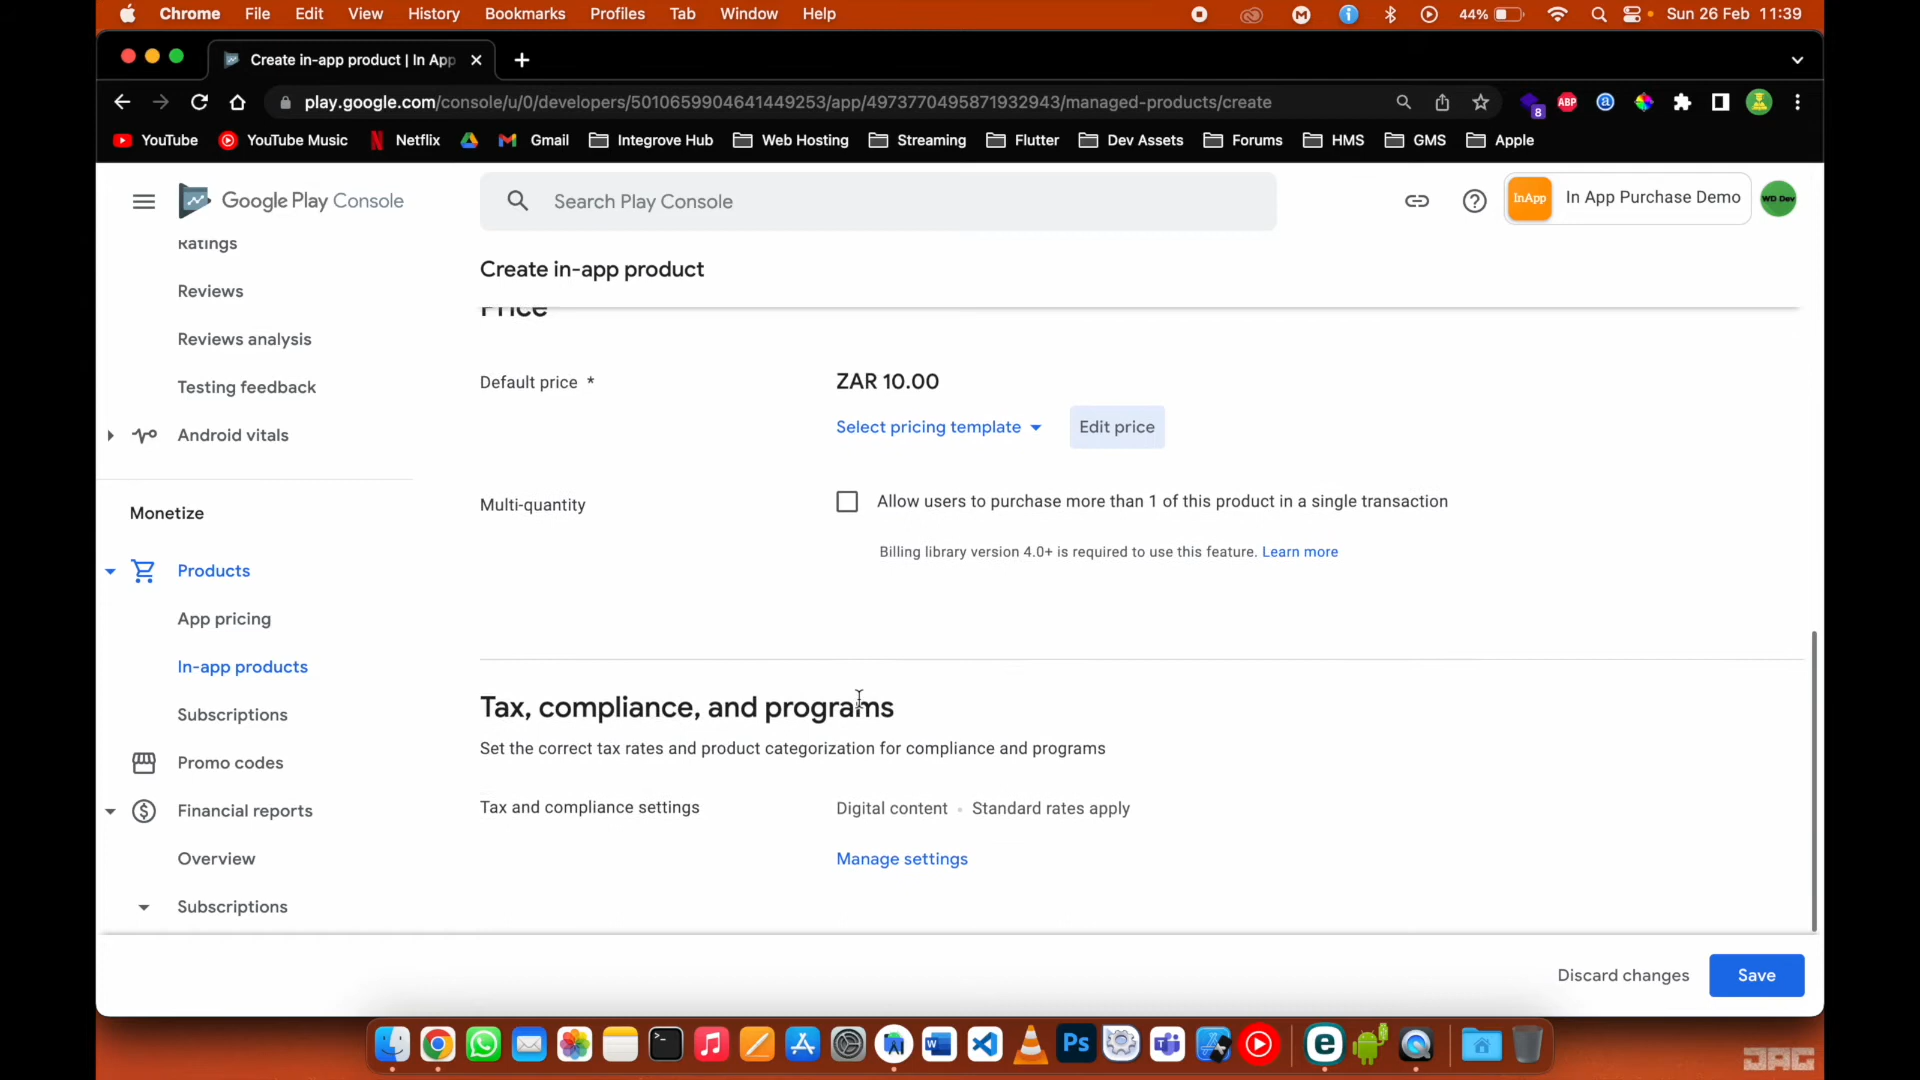 Chrome File Edit View History Bookmarks Profiles Tab Window Help 44% Sun 26 Feb 11:39
Create in-app product | In App
play.google.com/console/u/0/developers/5010659904641449253/app/4973770495871932943/managed-products/create 8 ABP a
YouTube YouTube Music Netflix Gmail Integrove Hub Web Hosting Streaming Flutter Dev Assets Forums HMS GMS Apple
Google Play Console Search Play Console InApp In App Purchase Demo WD Dev
Ratings
Create in-app product
Reviews
Price
Reviews analysis
Default price * ZAR 10.00
Testing feedback
Select pricing template Edit price
Android vitals
Multi-quantity Allow users to purchase more than 1 of this product in a single transaction
Monetize
Billing library version 4.0+ is required to use this feature. Learn more
Products
App pricing
In-app products
Subscriptions
Tax, compliance, and programs
Set the correct tax rates and product categorization for compliance and programs
Promo codes
Financial reports
Tax and compliance settings Digital content • Standard rates apply
Overview
Manage settings
Subscriptions
Discard changes Save
W Ps
JAG